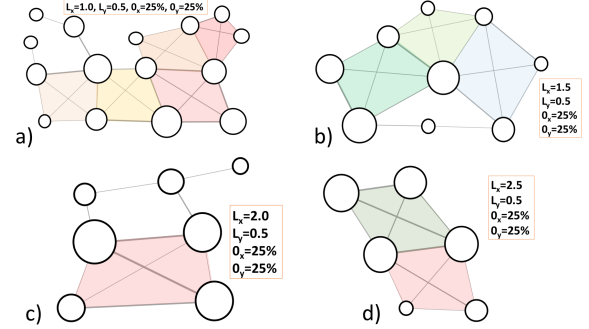 Lx=1.0, Ly=0.5, 0x=25%, 0y=25%
a)
b)
Lx=1.5
Ly=0.5
0x=25%
0y=25%
c)
Lx=2.0
Ly=0.5
0x=25%
0y=25%
d)
Lx=2.5
Ly=0.5
0x=25%
0y=25%